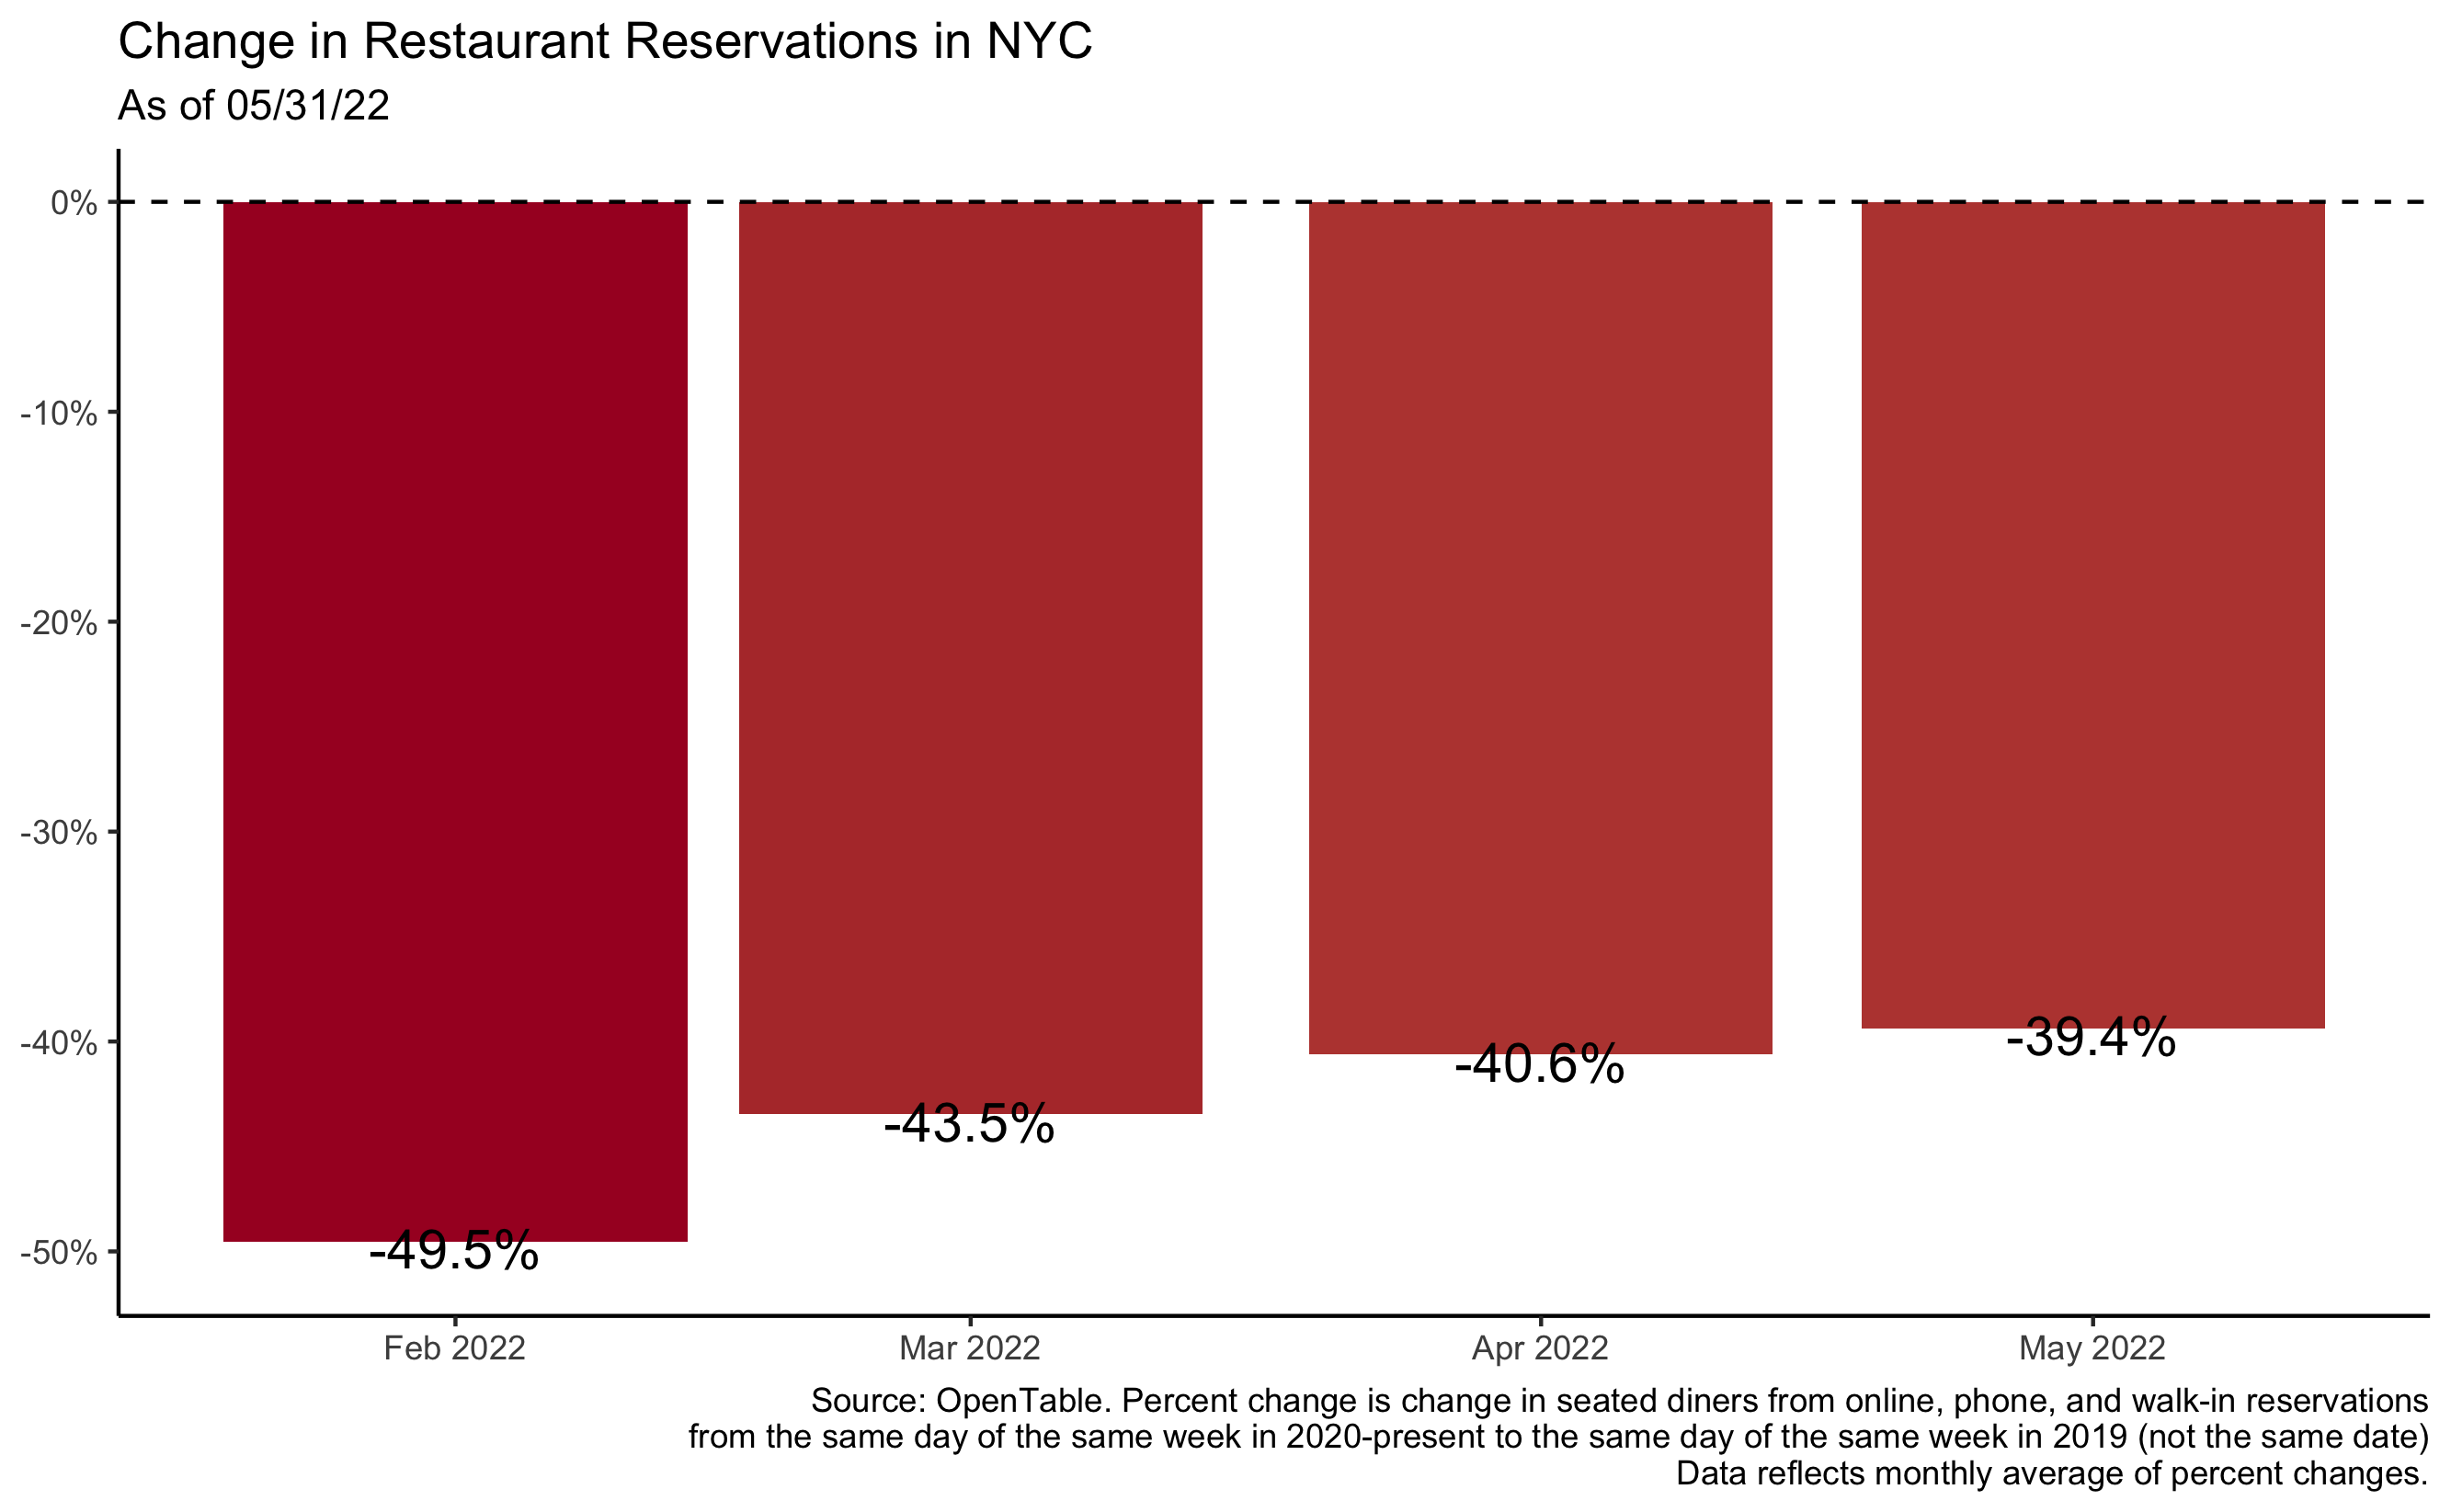 Change in Restaurant Reservations in NYC
As of 05/31/22
0%
-10%
-20%
-30%
-40%
-50%
-49.5%
-43.5%
-40.6%
-39.4%
Feb 2022
Mar 2022
Apr 2022
May 2022
Source: OpenTable. Percent change is change in seated diners from online, phone, and walk-in reservations
from the same day of the same week in 2020-present to the same day of the same week in 2019 (not the same date)
Data reflects monthly average of percent changes.